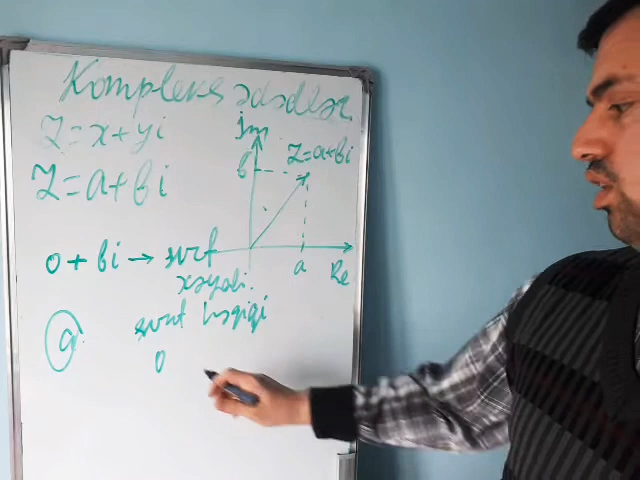 Kompleks ədədlər
Z=x+yi
Z=a+bi
Im
b
Z=a+bi
a
Re
0+bi→ sırf
xəyali.
a
sırf həqiqi
0